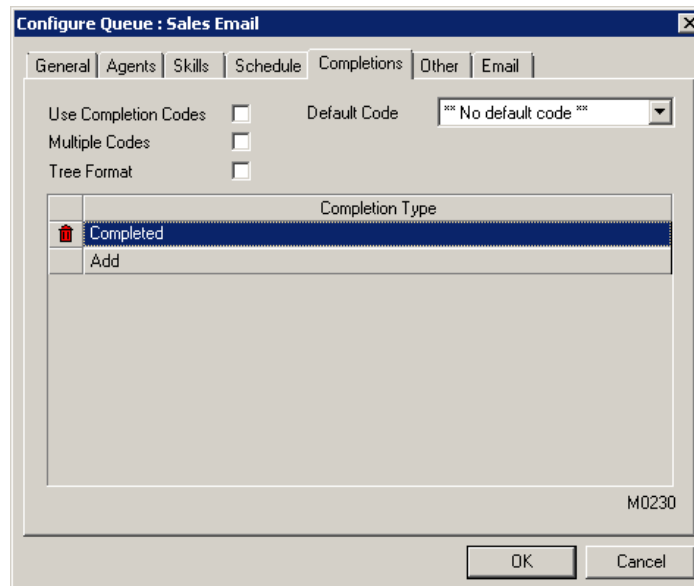 Configure Queue : Sales Email
General Agents Skills Schedule Completions Other Email
Use Completion Codes Default Code ** No default code **
Multiple Codes
Tree Format
Completion Type
Completed
Add
M0230
OK Cancel